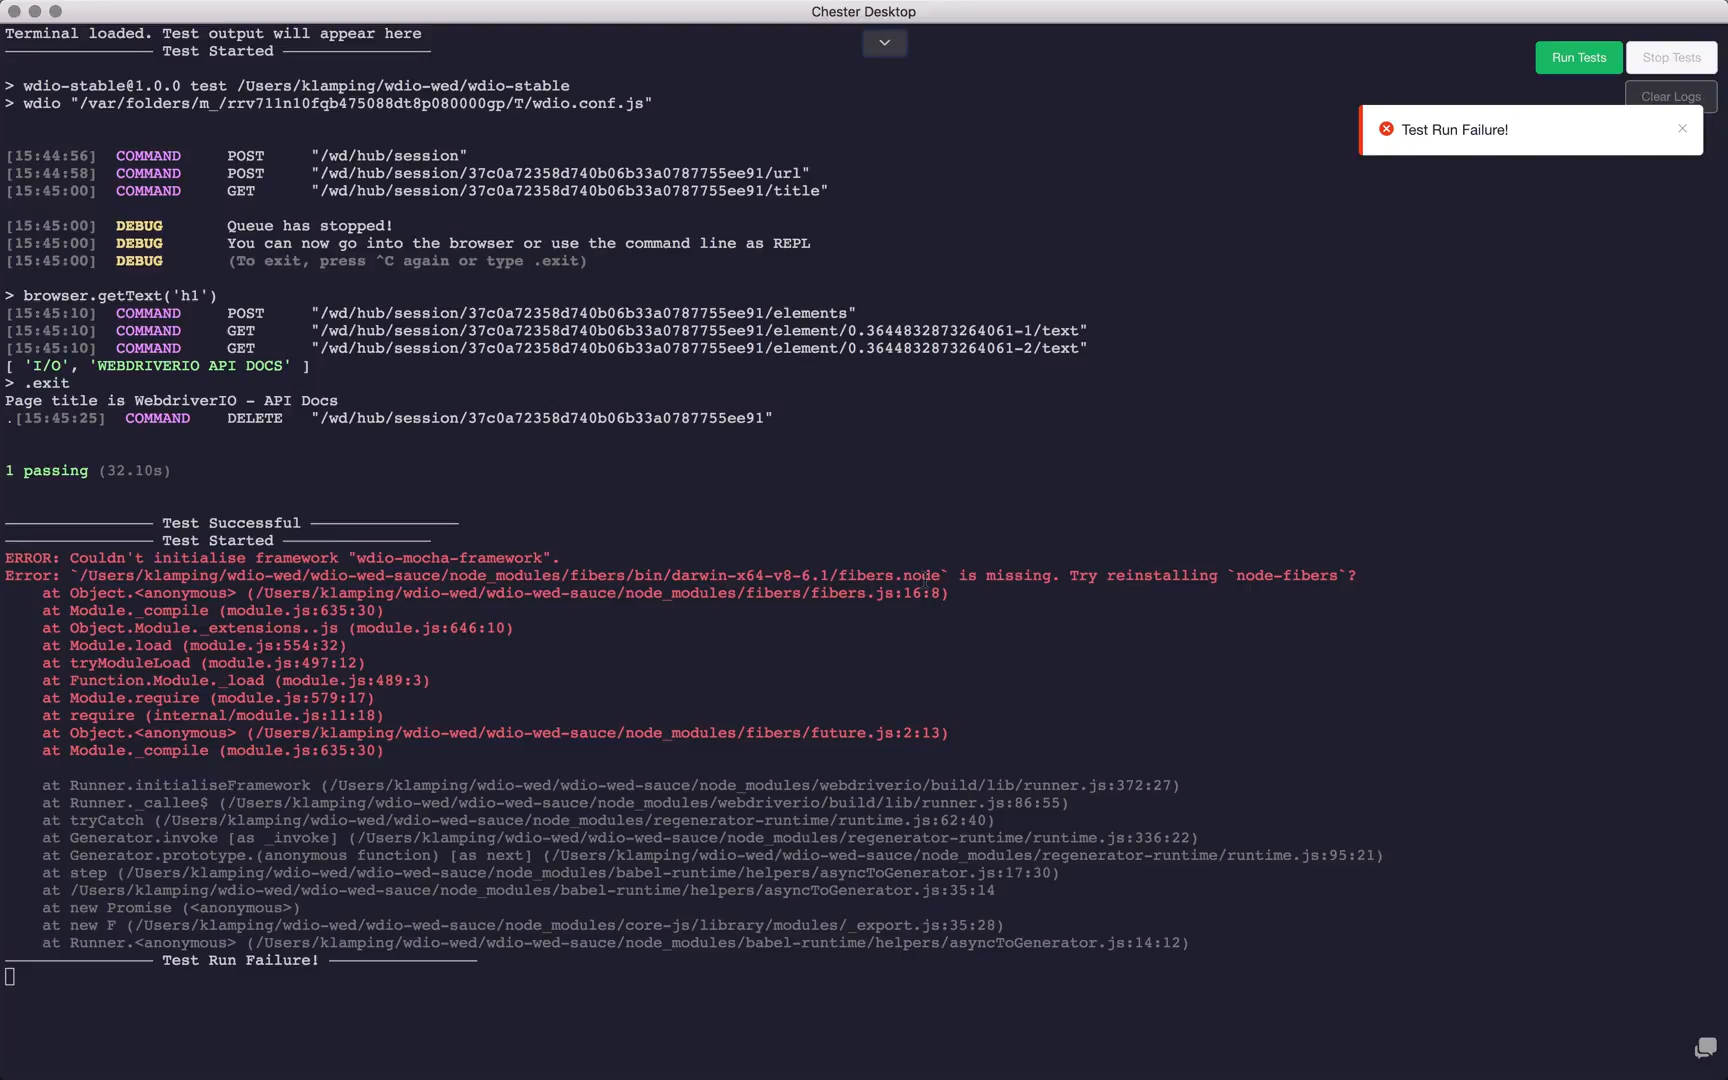 Chester Desktop
Terminal loaded. Test output will appear here
Test Started
Run Tests
Stop Tests
Clear Logs
Test Run Failure!
> wdio-stable@1.0.0 test /Users/klamping/wdio-wed/wdio-stable
> wdio "/var/folders/m_/rrv711n10fqb475088dt8p080000gp/T/wdio.conf.js"
[15:44:56] COMMAND POST "/wd/hub/session"
[15:44:58] COMMAND POST "/wd/hub/session/37c0a72358d740b06b33a0787755ee91/url"
[15:45:00] COMMAND GET "/wd/hub/session/37c0a72358d740b06b33a0787755ee91/title"
[15:45:00] DEBUG Queue has stopped!
[15:45:00] DEBUG You can now go into the browser or use the command line as REPL
[15:45:00] DEBUG (To exit, press ^C again or type .exit)
> browser.getText('h1')
[15:45:10] COMMAND POST "/wd/hub/session/37c0a72358d740b06b33a0787755ee91/elements"
[15:45:10] COMMAND GET "/wd/hub/session/37c0a72358d740b06b33a0787755ee91/element/0.3644832873264061-1/text"
[15:45:10] COMMAND GET "/wd/hub/session/37c0a72358d740b06b33a0787755ee91/element/0.3644832873264061-2/text"
[ 'I/O', 'WEBDRIVERIO API DOCS' ]
> .exit
Page title is WebdriverIO - API Docs
.[15:45:25] COMMAND DELETE "/wd/hub/session/37c0a72358d740b06b33a0787755ee91"
1 passing (32.10s)
Test Successful
Test Started
ERROR: Couldn't initialise framework "wdio-mocha-framework".
Error: `/Users/klamping/wdio-wed/wdio-wed-sauce/node_modules/fibers/bin/darwin-x64-v8-6.1/fibers.node` is missing. Try reinstalling `node-fibers`?
at Object.<anonymous> (/Users/klamping/wdio-wed/wdio-wed-sauce/node_modules/fibers/fibers.js:16:8)
at Module._compile (module.js:635:30)
at Object.Module._extensions..js (module.js:646:10)
at Module.load (module.js:554:32)
at tryModuleLoad (module.js:497:12)
at Function.Module._load (module.js:489:3)
at Module.require (module.js:579:17)
at require (internal/module.js:11:18)
at Object.<anonymous> (/Users/klamping/wdio-wed/wdio-wed-sauce/node_modules/fibers/future.js:2:13)
at Module._compile (module.js:635:30)
at Runner.initialiseFramework (/Users/klamping/wdio-wed/wdio-wed-sauce/node_modules/webdriverio/build/lib/runner.js:372:27)
at Runner._callee$ (/Users/klamping/wdio-wed/wdio-wed-sauce/node_modules/webdriverio/build/lib/runner.js:86:55)
at tryCatch (/Users/klamping/wdio-wed/wdio-wed-sauce/node_modules/regenerator-runtime/runtime.js:62:40)
at Generator.invoke [as _invoke] (/Users/klamping/wdio-wed/wdio-wed-sauce/node_modules/regenerator-runtime/runtime.js:336:22)
at Generator.prototype.(anonymous function) [as next] (/Users/klamping/wdio-wed/wdio-wed-sauce/node_modules/regenerator-runtime/runtime.js:95:21)
at step (/Users/klamping/wdio-wed/wdio-wed-sauce/node_modules/babel-runtime/helpers/asyncToGenerator.js:17:30)
at /Users/klamping/wdio-wed/wdio-wed-sauce/node_modules/babel-runtime/helpers/asyncToGenerator.js:35:14
at new Promise (<anonymous>)
at new F (/Users/klamping/wdio-wed/wdio-wed-sauce/node_modules/core-js/library/modules/_export.js:35:28)
at Runner.<anonymous> (/Users/klamping/wdio-wed/wdio-wed-sauce/node_modules/babel-runtime/helpers/asyncToGenerator.js:14:12)
Test Run Failure!